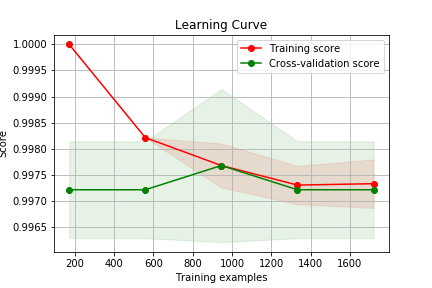 Learning Curve
Training score
Cross-validation score
1.0000
0.9995
0.9990
0.9985
0.9980
0.9975
0.9970
0.9965
Score
200 400 600 800 1000 1200 1400 1600
Training examples